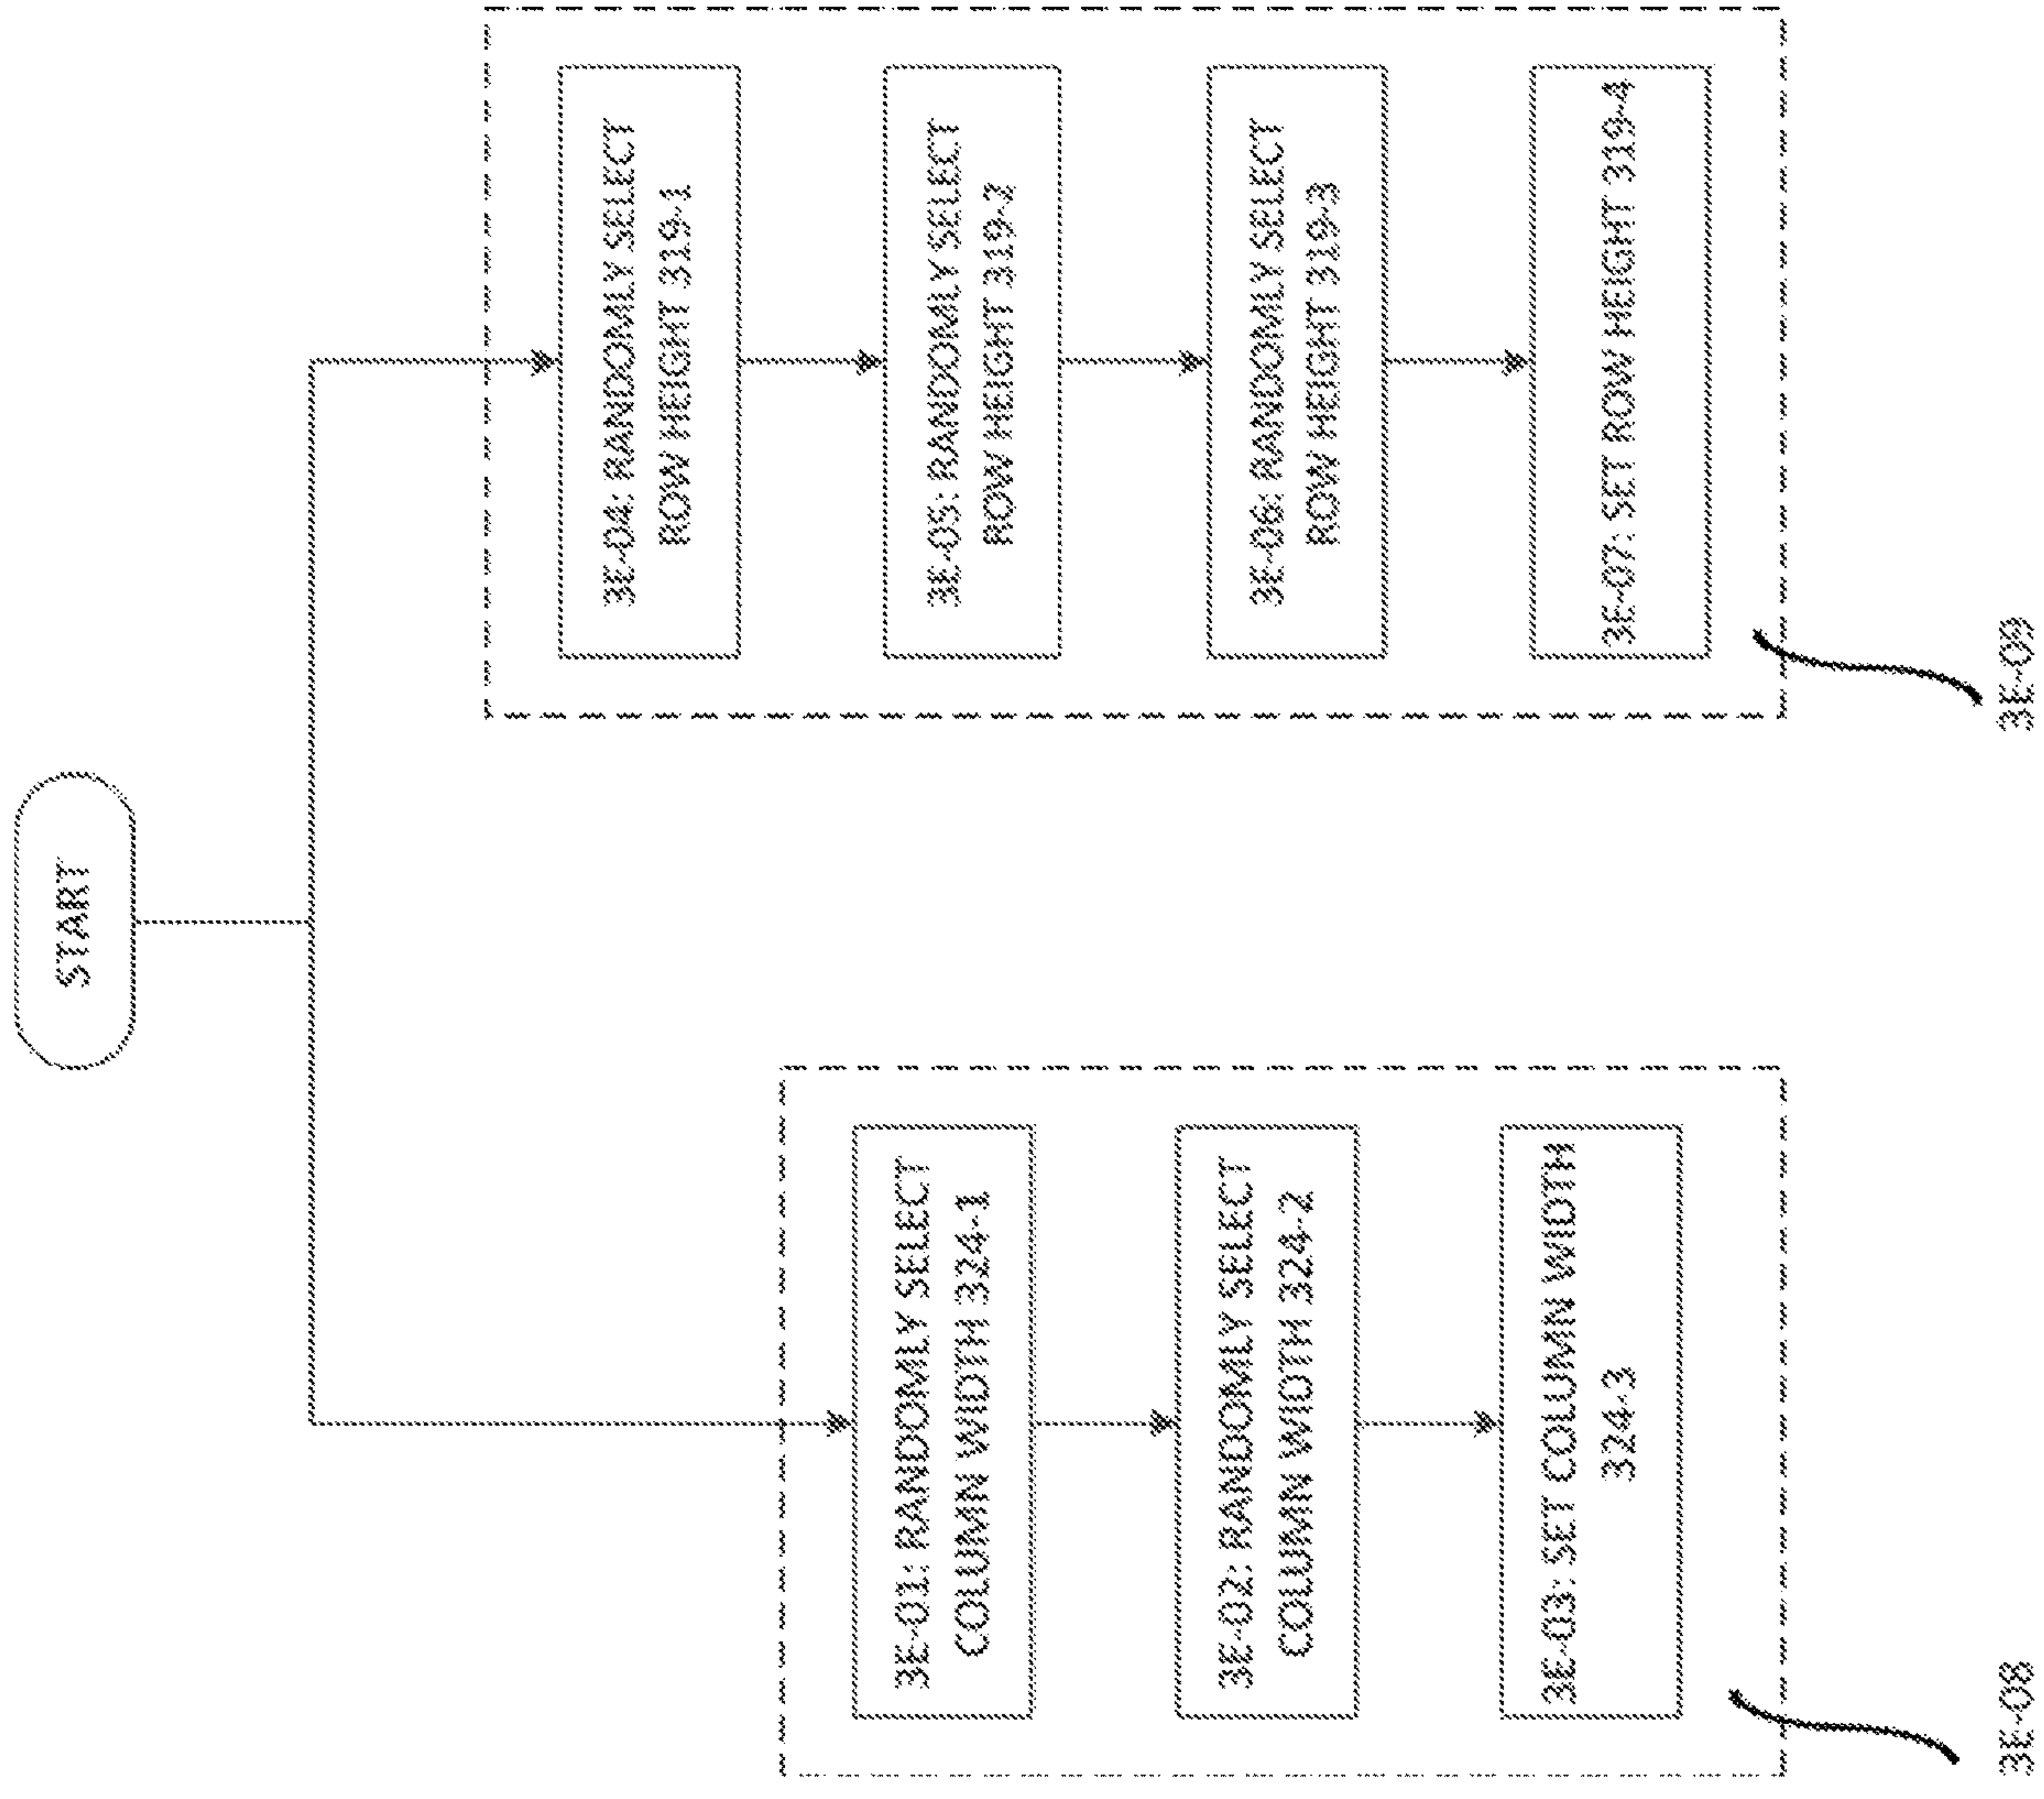 START
3E-01: RANDOMLY SELECT
COLUMN WIDTH 324-1
3E-02: RANDOMLY SELECT
COLUMN WIDTH 324-2
3E-03: SET COLUMN WIDTH
324-3
3E-08
3E-04: RANDOMLY SELECT
ROW HEIGHT 319-1
3E-05: RANDOMLY SELECT
ROW HEIGHT 319-2
3E-06: RANDOMLY SELECT
ROW HEIGHT 319-3
3E-07: SET ROW HEIGHT 319-4
3E-09